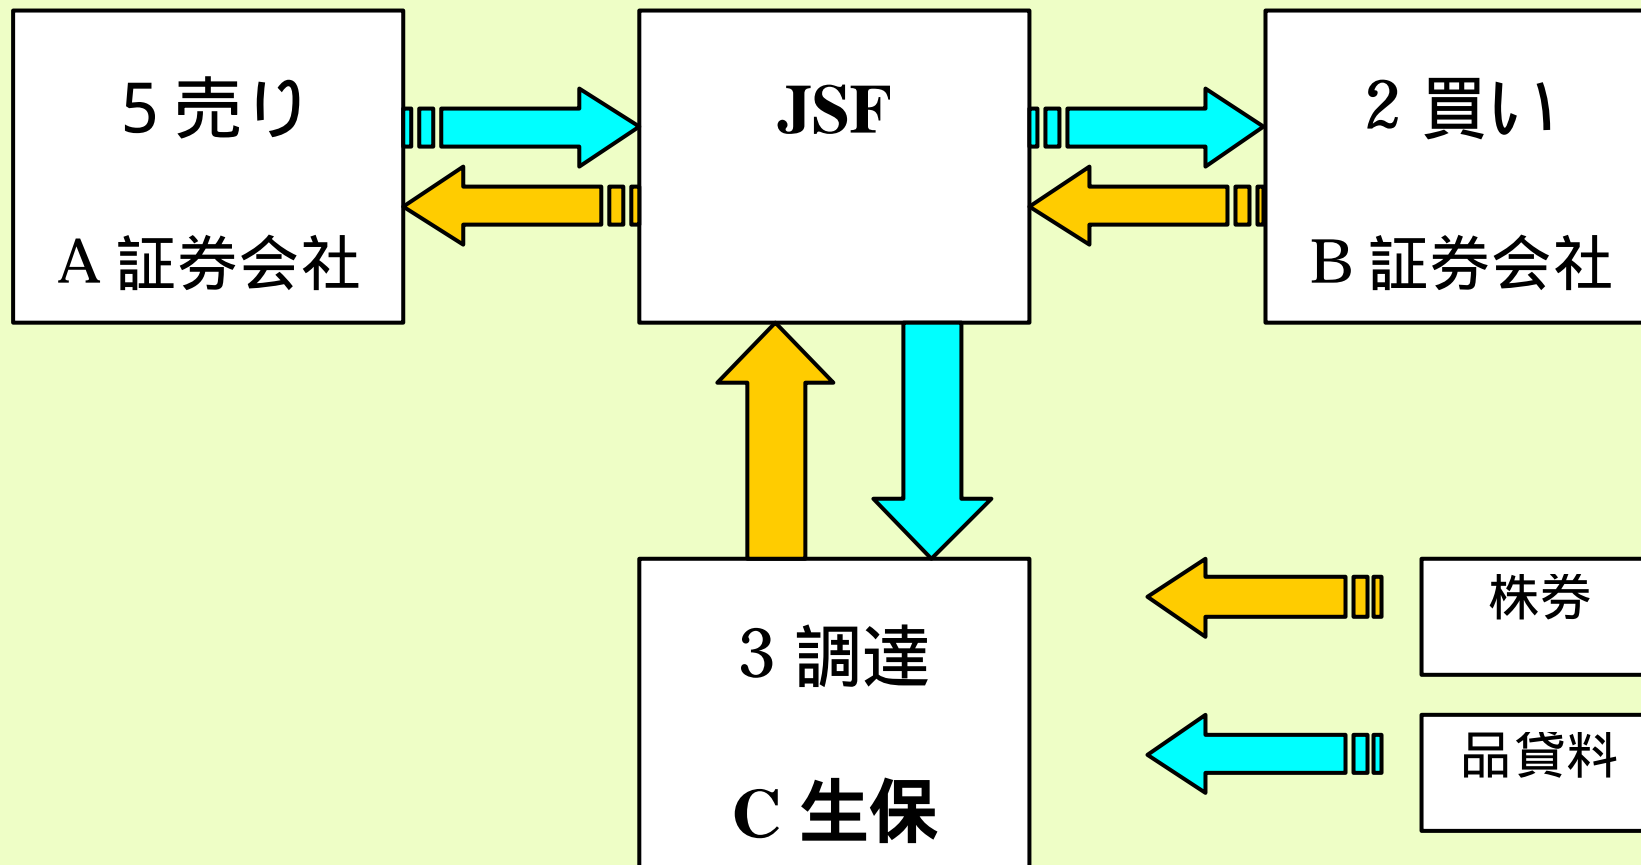 5 売り
A 証券会社
JSF
2 買い
B 証券会社
3 調達
C 生保
株券
品貸料